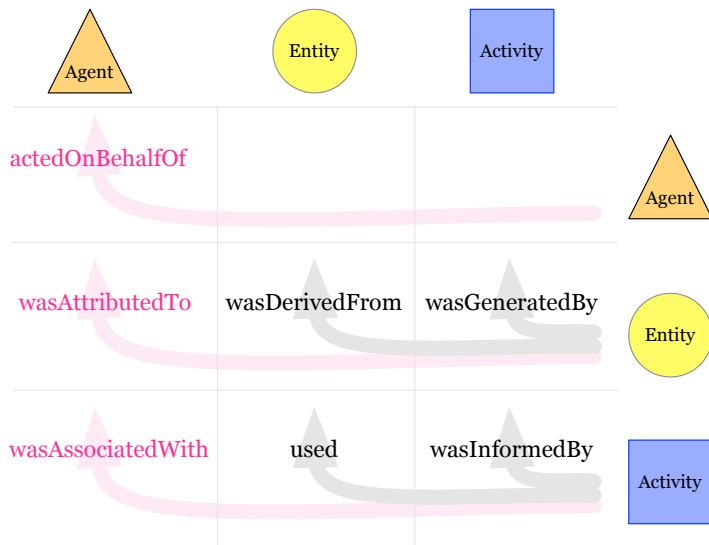 Agent
Entity
Activity
actedOnBehalfOf
Agent
wasAttributedTo
wasDerivedFrom
wasGeneratedBy
Entity
wasAssociatedWith
used
wasInformedBy
Activity